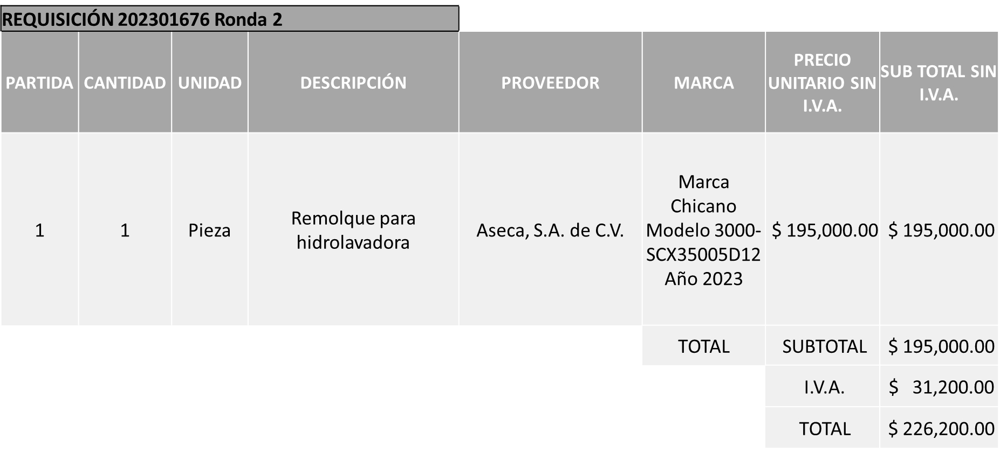 REQUISICIÓN 202301676 Ronda 2
PARTIDA
CANTIDAD
UNIDAD
DESCRIPCIÓN
PROVEEDOR
MARCA
PRECIO
UNITARIO SIN
I.V.A.
SUB TOTAL SIN
I.V.A.
1
1
Pieza
Remolque para
hidrolavadora
Aseca, S.A. de C.V.
Marca
Chicano
Modelo 3000-
SCX35005D12
Año 2023
$ 195,000.00
$ 195,000.00
TOTAL
SUBTOTAL
$ 195,000.00
I.V.A.
$ 31,200.00
TOTAL
$ 226,200.00